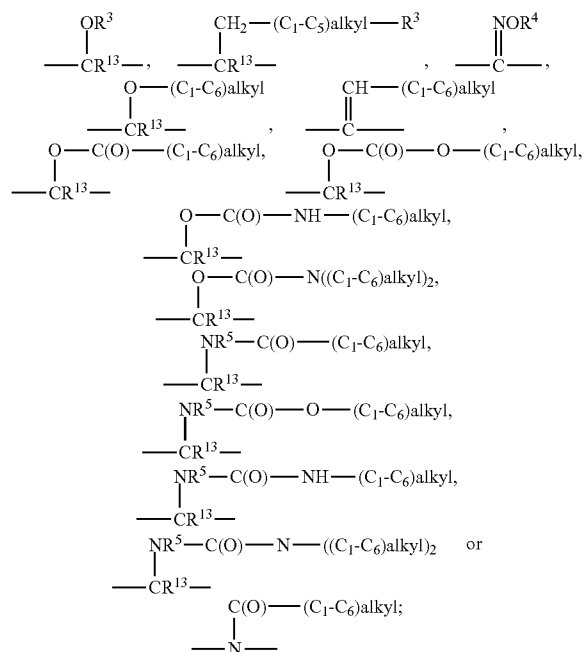 OR³ CH₂—(C₁-C₅)alkyl—R³ NOR⁴
CR¹³, CR¹³, C,
O—(C₁-C₆)alkyl CH—(C₁-C₆)alkyl
CR¹³, C,
O—C(O)—(C₁-C₆)alkyl, O—C(O)—O—(C₁-C₆)alkyl,
CR¹³ CR¹³
O—C(O)—NH—(C₁-C₆)alkyl,
CR¹³
O—C(O)—N((C₁-C₆)alkyl)₂,
CR¹³
NR⁵—C(O)—(C₁-C₆)alkyl,
CR¹³
NR⁵—C(O)—O—(C₁-C₆)alkyl,
CR¹³
NR⁵—C(O)—NH—(C₁-C₆)alkyl,
CR¹³
NR⁵—C(O)—N—((C₁-C₆)alkyl)₂ or
CR¹³
C(O)—(C₁-C₆)alkyl;
N